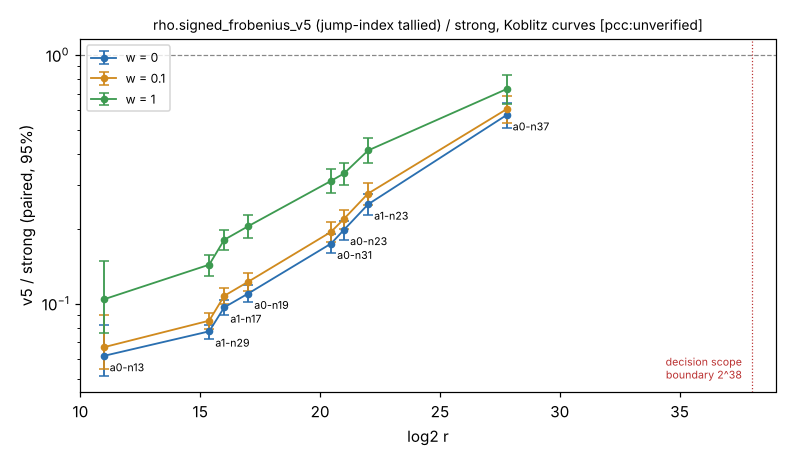 rho.signed_frobenius_v5 (jump-index tallied) / strong, Koblitz curves [pcc:unverified]
10⁰
10⁻¹
v5 / strong (paired, 95%)
w = 0
w = 0.1
w = 1
a0-n37
a1-n23
a0-n23
a0-n31
a0-n19
a1-n17
a1-n29
a0-n13
decision scope
boundary 2^38
10
15
20
25
30
35
log2 r